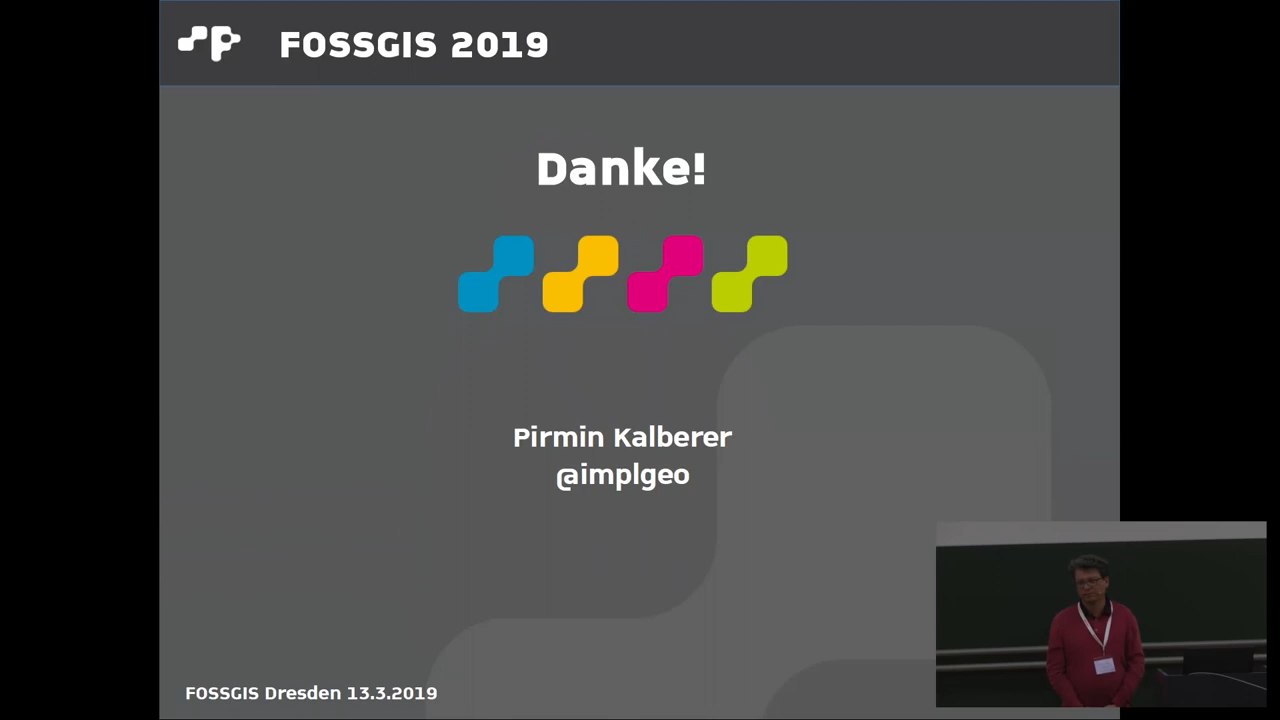 FOSSGIS 2019
Danke!
Pirmin Kalberer
@implgeo
FOSSGIS Dresden 13.3.2019